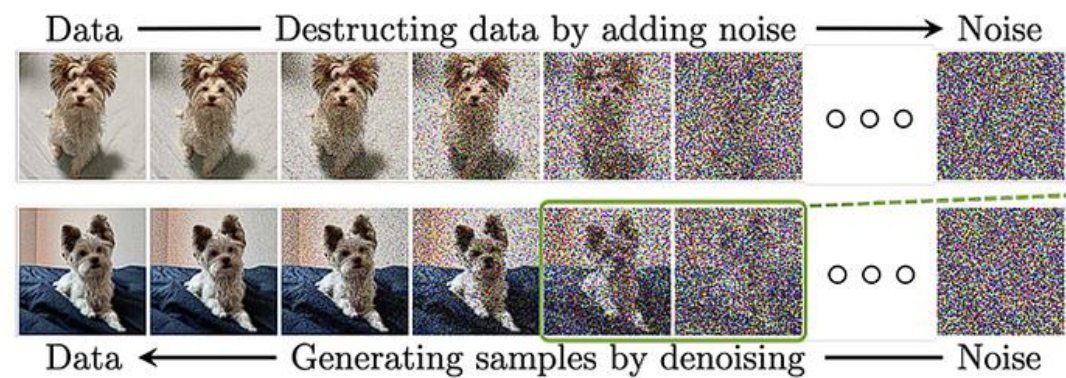 Data Destructing data by adding noise Noise
Data Generating samples by denoising Noise